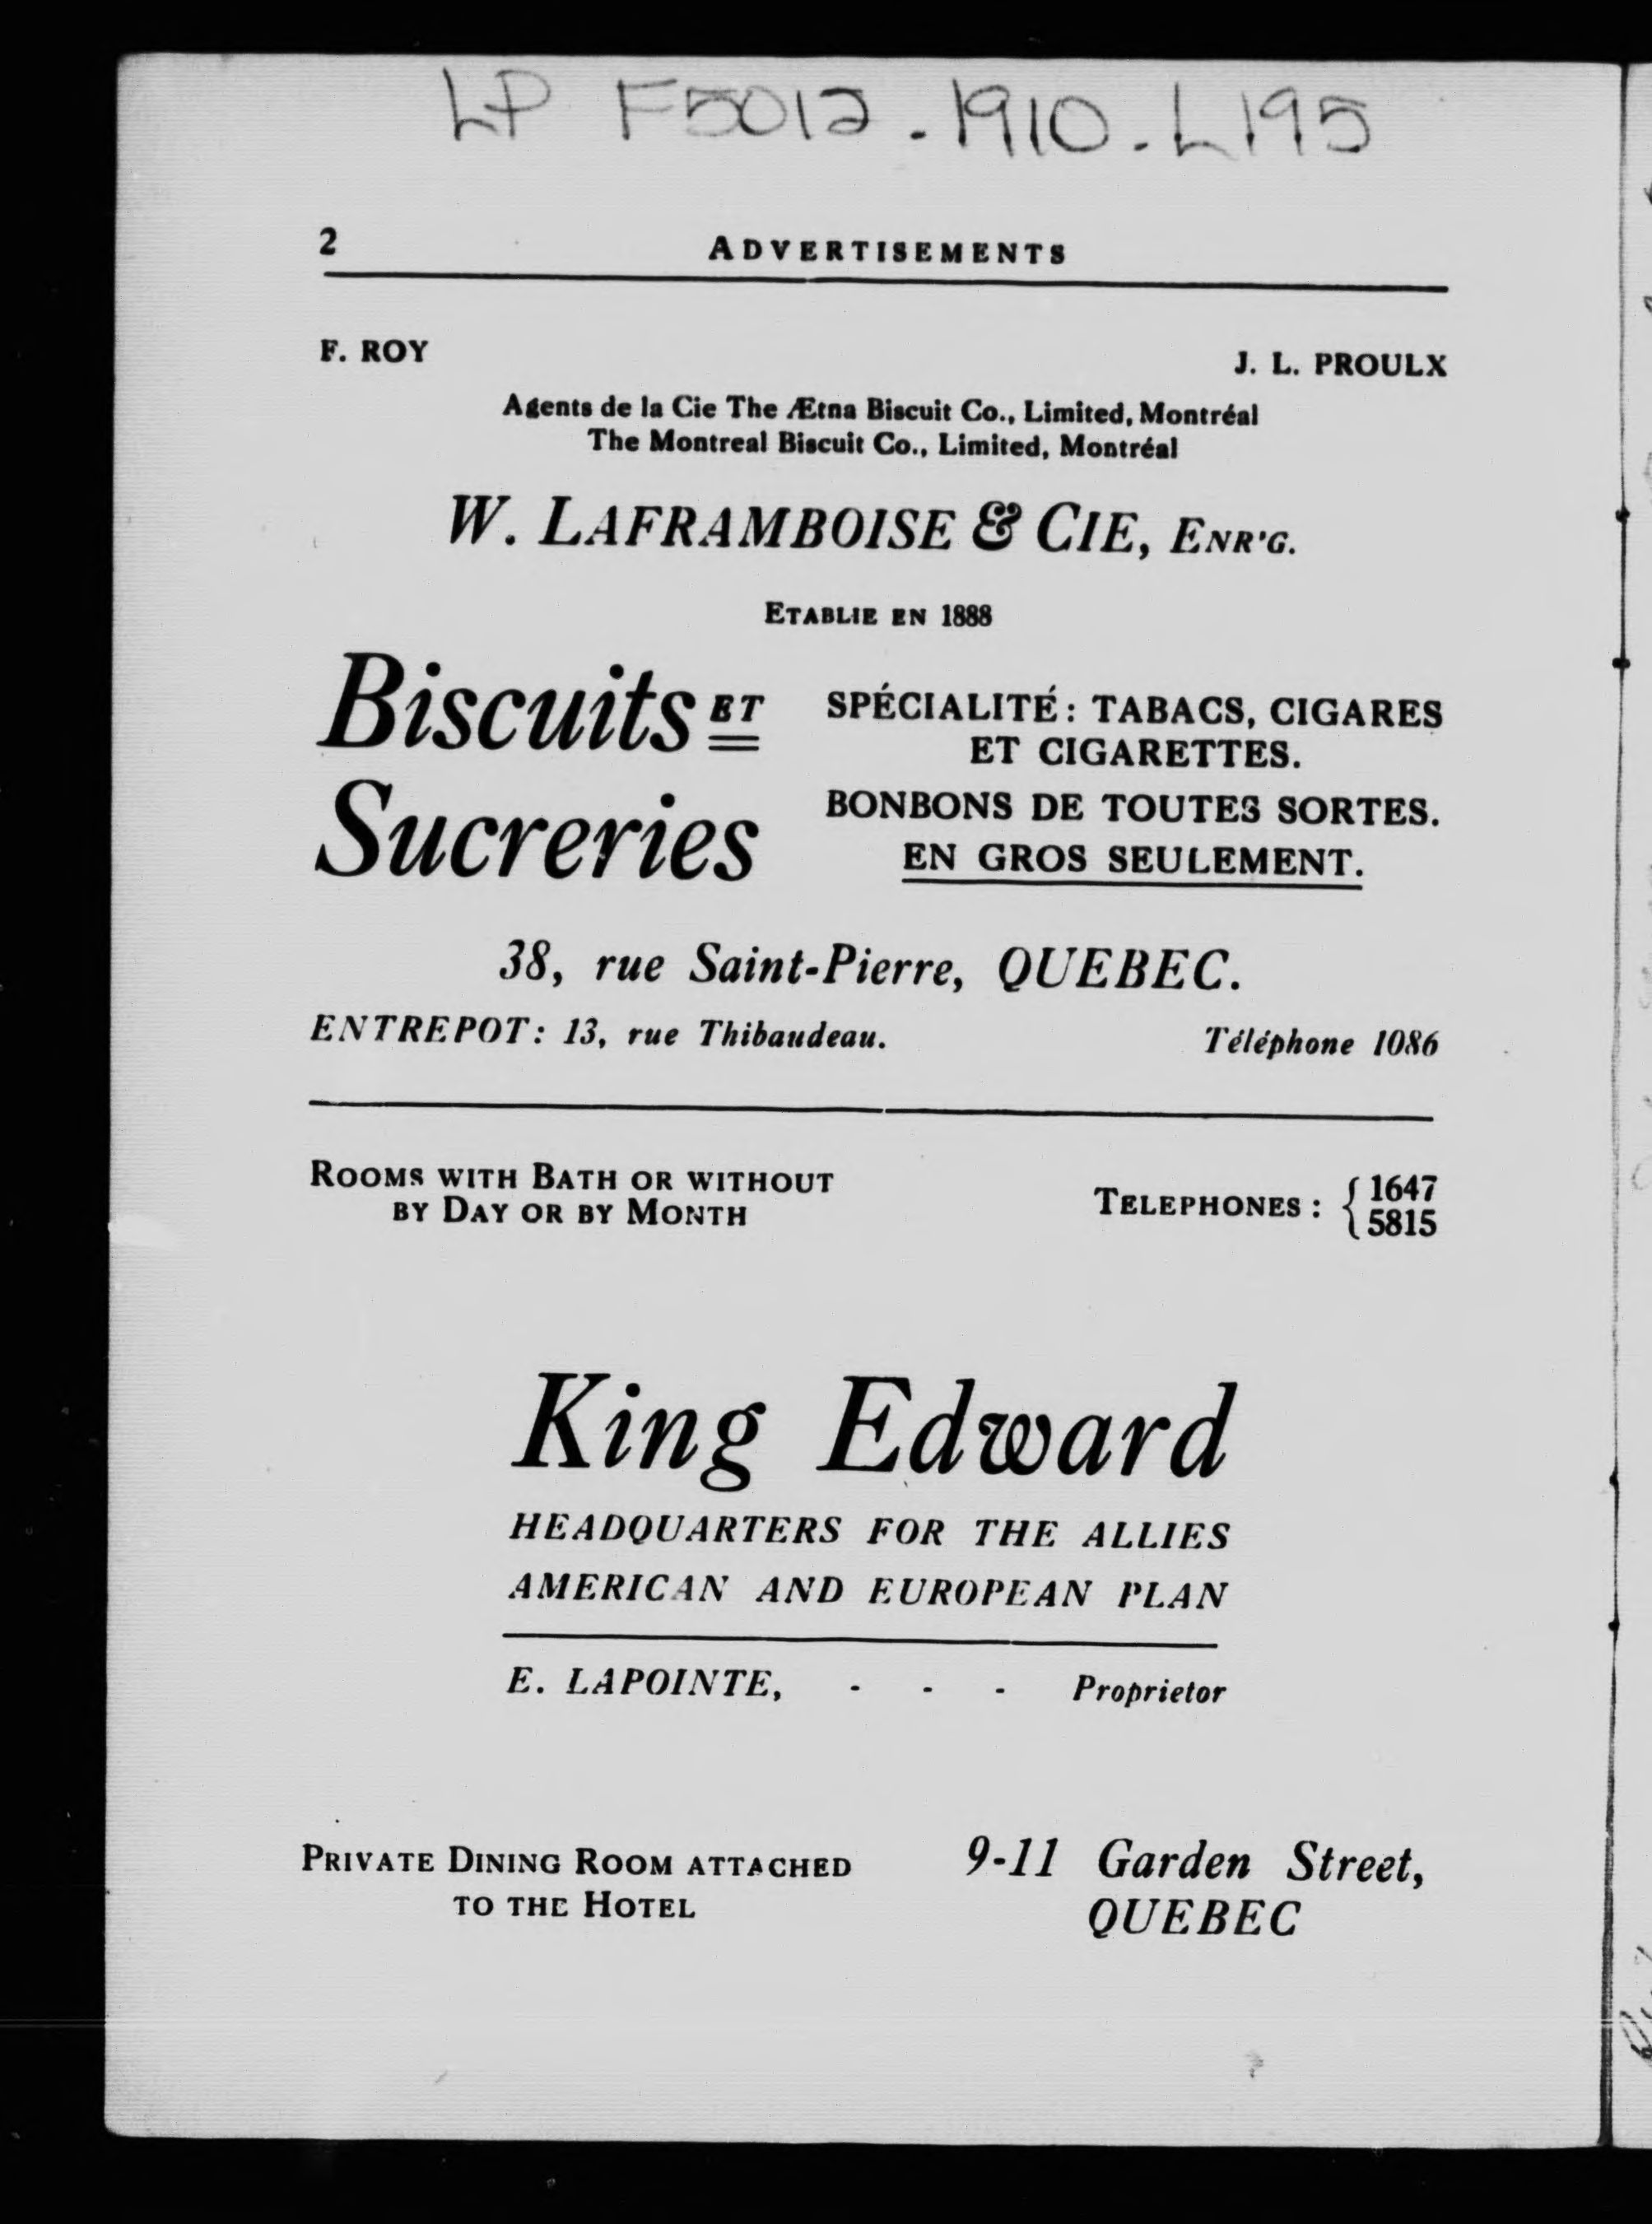 LP F5012.1910.L195
2 ADVERTISEMENTS
F. ROY J. L. PROULX
Agents de la Cie The Ætna Biscuit Co., Limited, Montréal
The Montreal Biscuit Co., Limited, Montréal
W. LAFRAMBOISE & CIE, ENR'G.
ETABLIE EN 1888
Biscuits ET
Sucreries
SPÉCIALITÉ: TABACS, CIGARES
ET CIGARETTES.
BONBONS DE TOUTES SORTES.
EN GROS SEULEMENT.
38, rue Saint-Pierre, QUEBEC.
ENTREPOT: 13, rue Thibaudeau. Téléphone 1086
ROOMS WITH BATH OR WITHOUT
BY DAY OR BY MONTH
TELEPHONES: { 1647
5815
King Edward
HEADQUARTERS FOR THE ALLIES
AMERICAN AND EUROPEAN PLAN
E. LAPOINTE, - - - Proprietor
PRIVATE DINING ROOM ATTACHED
TO THE HOTEL
9-11 Garden Street,
QUEBEC